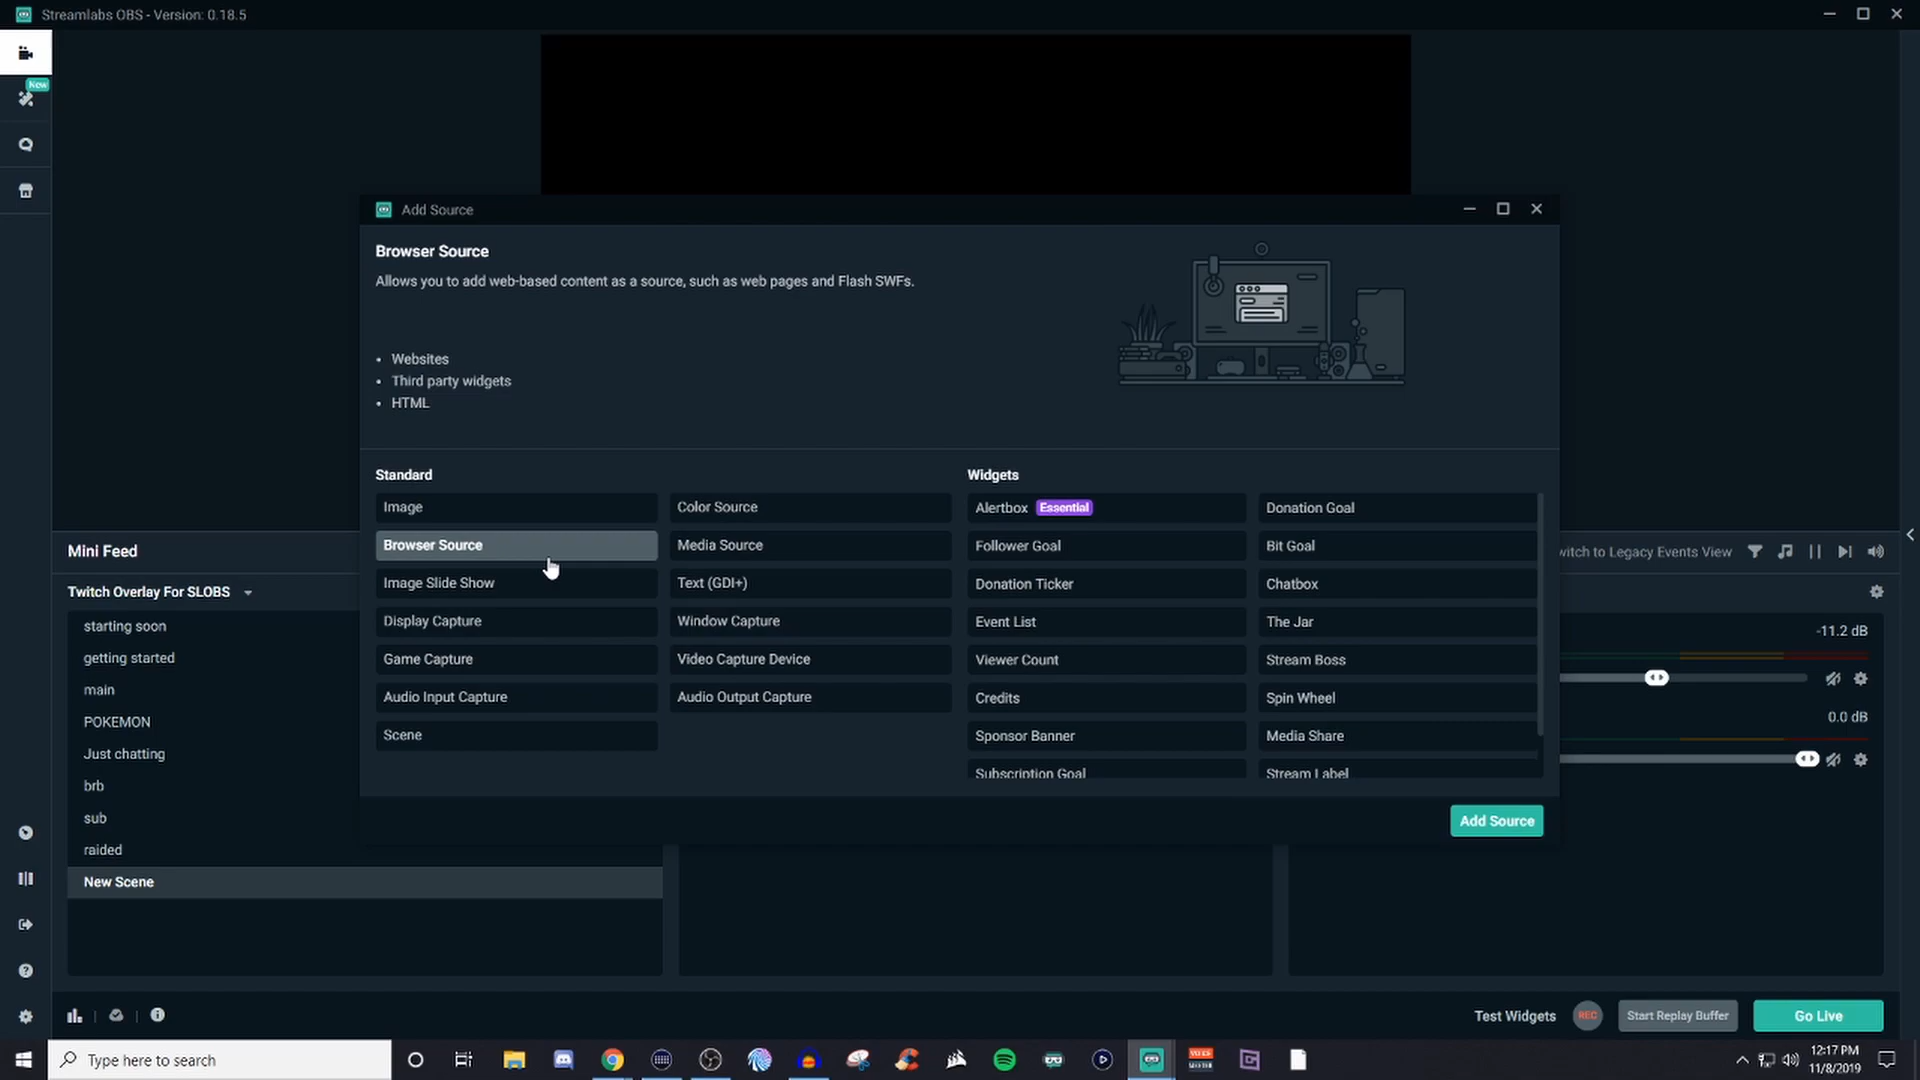 Streamlabs OBS - Version: 0.18.5
New
Add Source
Browser Source
Allows you to add web-based content as a source, such as web pages and Flash SWFs.
• Websites
• Third party widgets
• HTML
Standard
Widgets
Image
Color Source
Alertbox Essential
Donation Goal
Browser Source
Media Source
Follower Goal
Bit Goal
Image Slide Show
Text (GDI+)
Donation Ticker
Chatbox
Display Capture
Window Capture
Event List
The Jar
Game Capture
Video Capture Device
Viewer Count
Stream Boss
Audio Input Capture
Audio Output Capture
Credits
Spin Wheel
Scene
Sponsor Banner
Media Share
Subscription Goal
Stream Label
Add Source
Mini Feed
witch to Legacy Events View
Twitch Overlay For SLOBS
starting soon
getting started
main
POKEMON
Just chatting
brb
sub
raided
New Scene
-11.2 dB
0.0 dB
Test Widgets
REC
Start Replay Buffer
Go Live
Type here to search
12:17 PM
11/8/2019